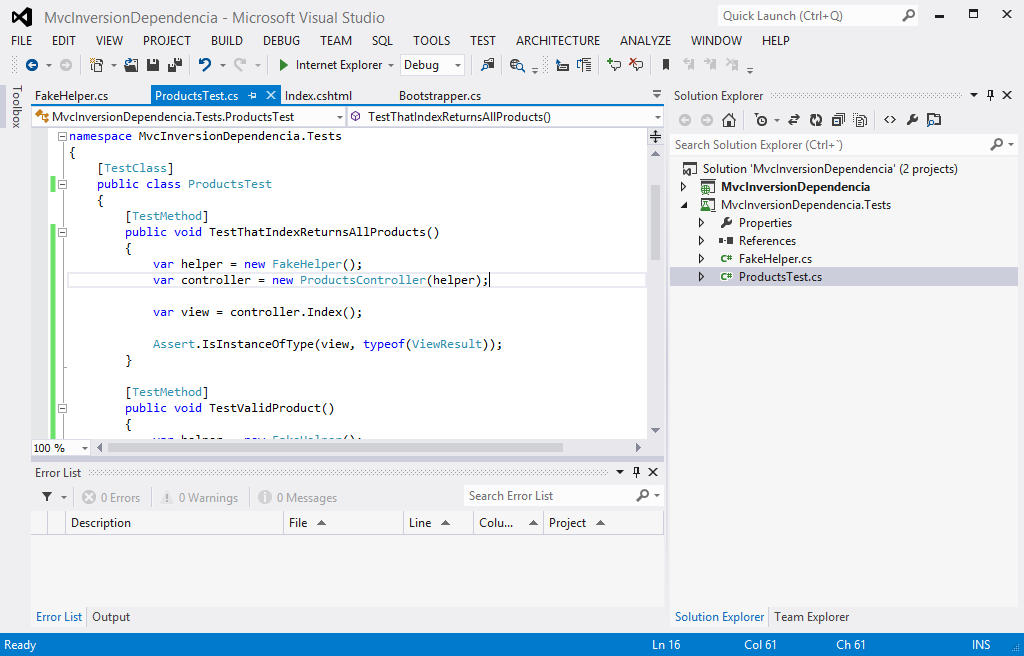 MvcInversionDependencia - Microsoft Visual Studio
Quick Launch (Ctrl+Q)
FILE EDIT VIEW PROJECT BUILD DEBUG TEAM SQL TOOLS TEST ARCHITECTURE ANALYZE WINDOW HELP
Internet Explorer Debug
Toolbox
FakeHelper.cs ProductsTest.cs Index.cshtml Bootstrapper.cs
MvcInversionDependencia.Tests.ProductsTest TestThatIndexReturnsAllProducts()
namespace MvcInversionDependencia.Tests
{
[TestClass]
public class ProductsTest
{
[TestMethod]
public void TestThatIndexReturnsAllProducts()
{
var helper = new FakeHelper();
var controller = new ProductsController(helper);
var view = controller.Index();
Assert.IsInstanceOfType(view, typeof(ViewResult));
}
[TestMethod]
public void TestValidProduct()
{
var helper = new FakeHelper();
100 %
Error List
0 Errors 0 Warnings 0 Messages
Search Error List
Description File Line Colu... Project
Error List Output
Solution Explorer
Search Solution Explorer (Ctrl+`)
Solution 'MvcInversionDependencia' (2 projects)
MvcInversionDependencia
MvcInversionDependencia.Tests
Properties
References
C# FakeHelper.cs
C# ProductsTest.cs
Solution Explorer Team Explorer
Ready Ln 16 Col 61 Ch 61 INS